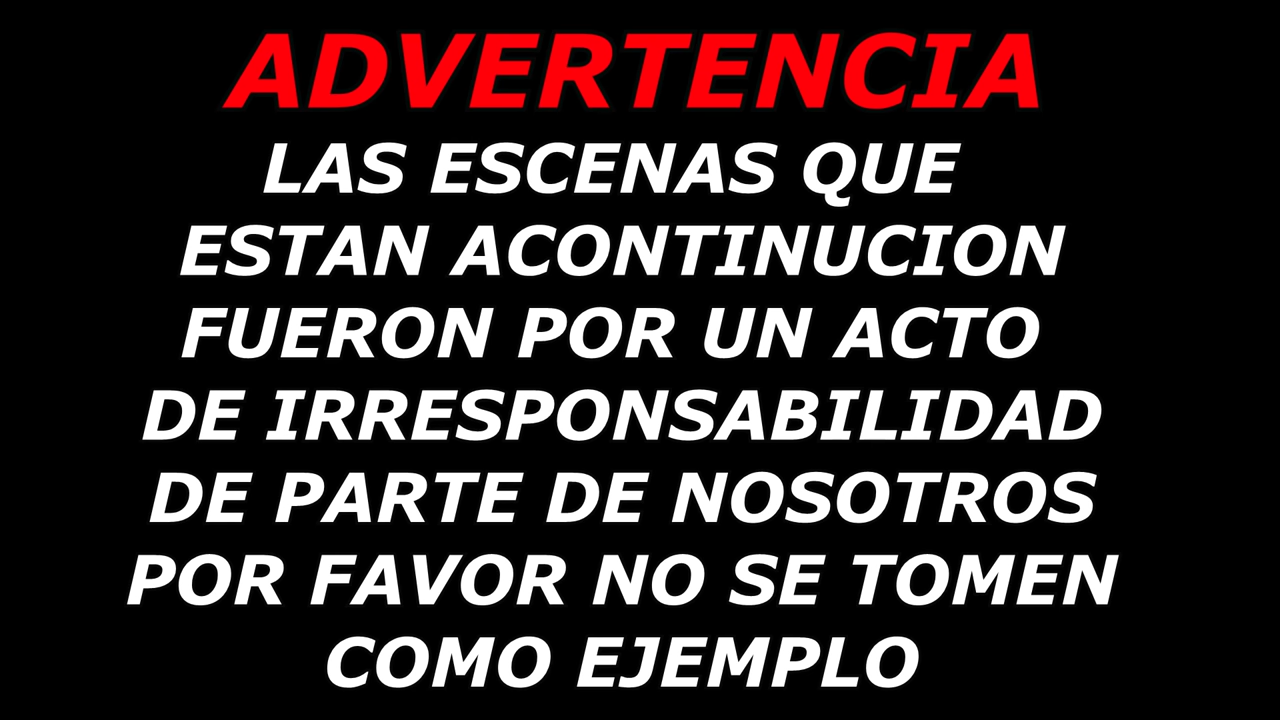 ADVERTENCIA
LAS ESCENAS QUE
ESTAN ACONTINUCION
FUERON POR UN ACTO
DE IRRESPONSABILIDAD
DE PARTE DE NOSOTROS
POR FAVOR NO SE TOMEN
COMO EJEMPLO